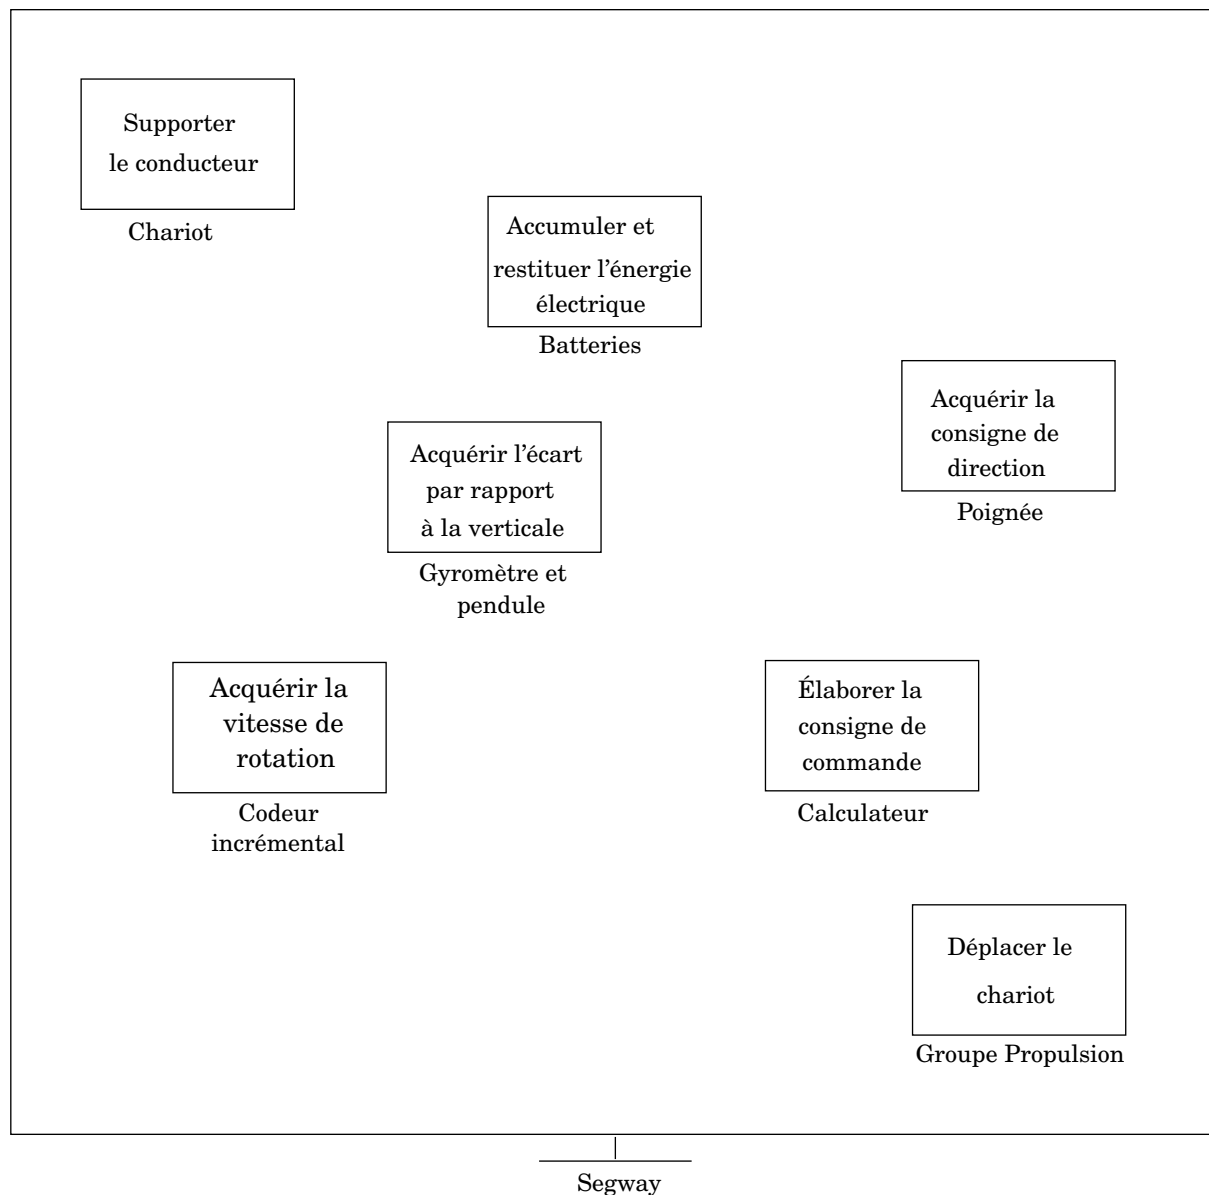 Supporter
le conducteur
Chariot
Accumuler et
restituer l’énergie
électrique
Batteries
Acquérir la
consigne de
direction
Poignée
Acquérir l’écart
par rapport
à la verticale
Gyromètre et
pendule
Acquérir la
vitesse de
rotation
Codeur
incrémental
Élaborer la
consigne de
commande
Calculateur
Déplacer le
chariot
Groupe Propulsion
Segway